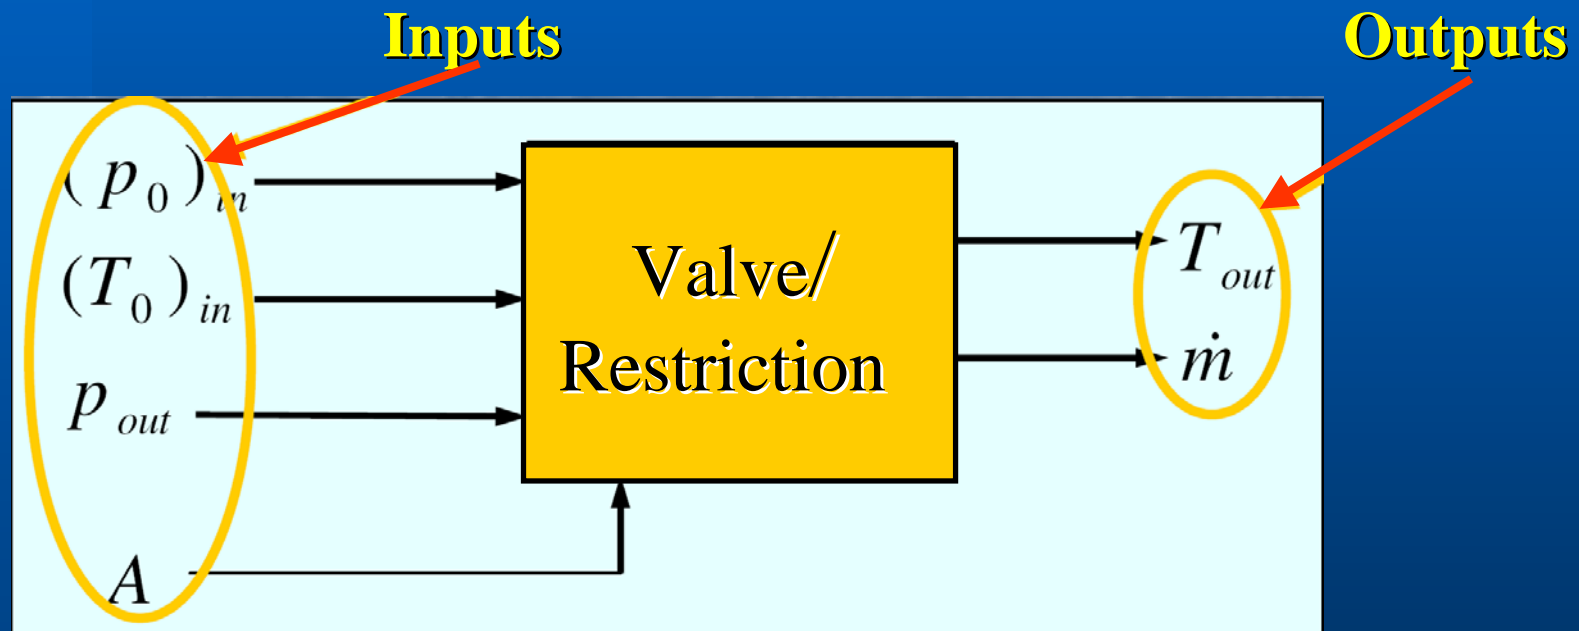 Inputs
Outputs
(p₀)in
(T₀)in
pout
A
Valve/
Restriction
Tout
ṁ